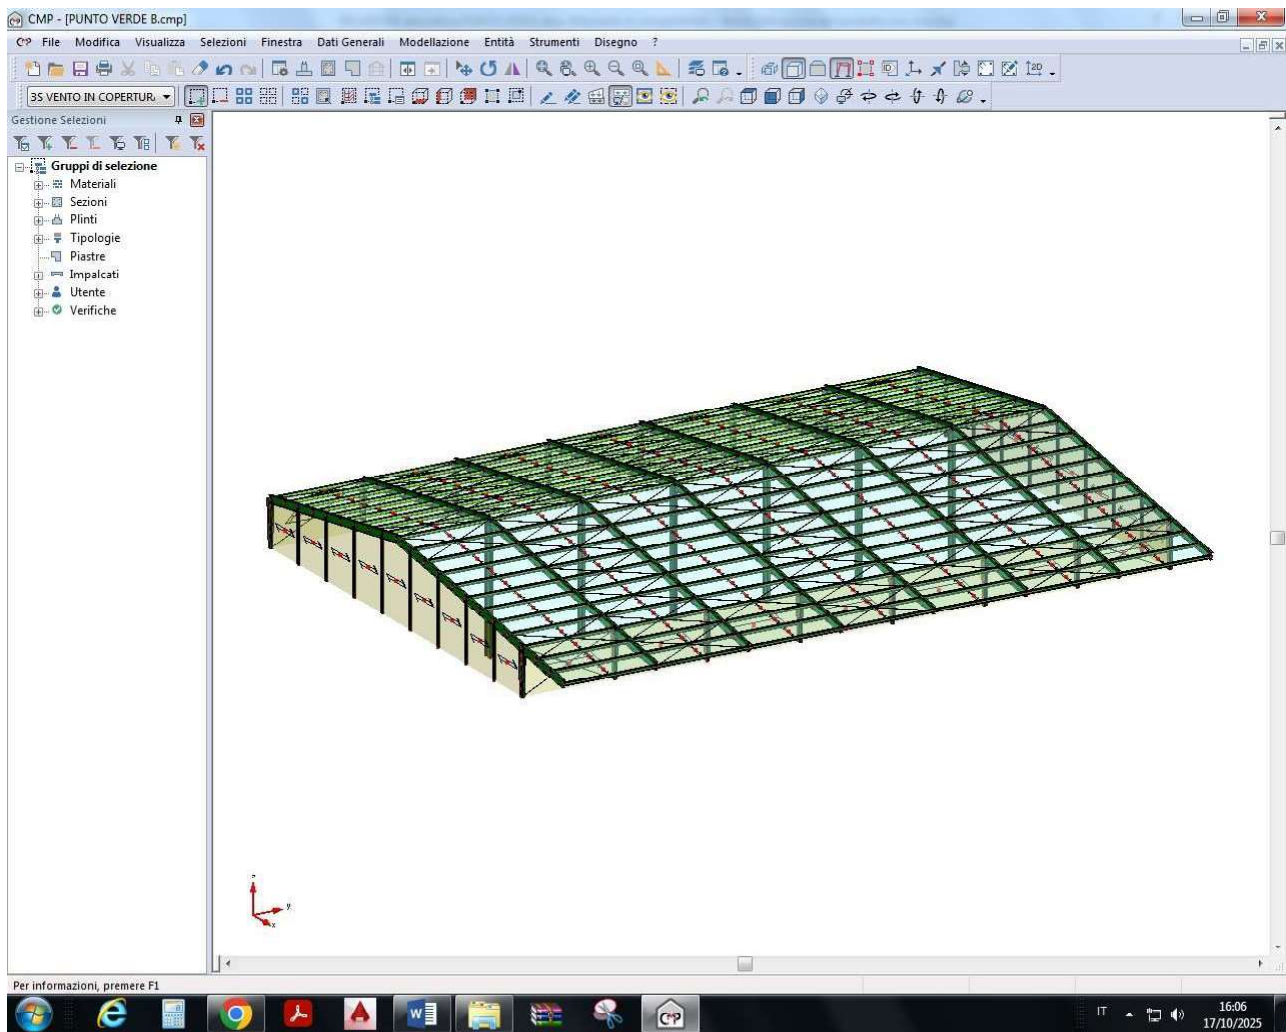 CMP - [PUNTO VERDE B.cmp]
File Modifica Visualizza Selezioni Finestra Dati Generali Modellazione Entità Strumenti Disegno ?
2D
3S VENTO IN COPERTUR
Gestione Selezioni
Gruppi di selezione
Materiali
Sezioni
Plinti
Tipologie
Piastre
Impalcati
Utente
Verifiche
z
y
x
Per informazioni, premere F1
IT
16:06
17/10/2025